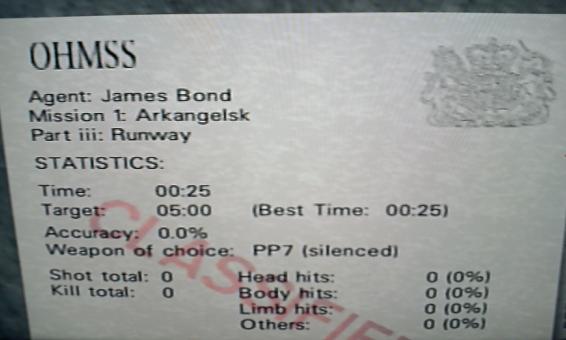 OHMSS
Agent: James Bond
Mission 1: Arkangelsk
Part iii: Runway
STATISTICS:
Time: 00:25
Target: 05:00 (Best Time: 00:25)
Accuracy: 0.0%
Weapon of choice: PP7 (silenced)
Shot total: 0 Head hits: 0 (0%)
Kill total: 0 Body hits: 0 (0%)
Limb hits: 0 (0%)
Others: 0 (0%)
CLASSIFIE